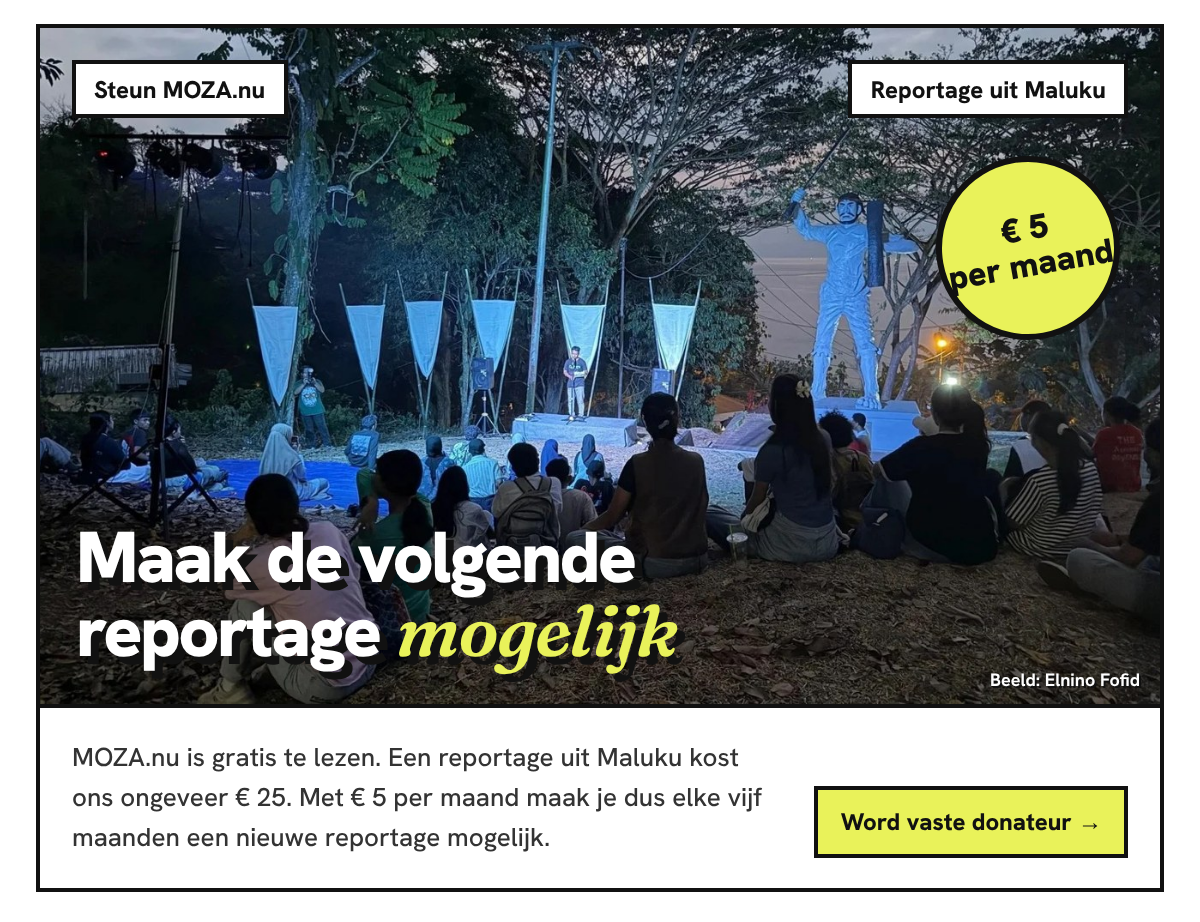 Steun MOZA.nu
Reportage uit Maluku
€ 5
per maand
Maak de volgende
reportage mogelijk
Beeld: Elnino Fofid
MOZA.nu is gratis te lezen. Een reportage uit Maluku kost
ons ongeveer € 25. Met € 5 per maand maak je dus elke vijf
maanden een nieuwe reportage mogelijk.
Word vaste donateur →